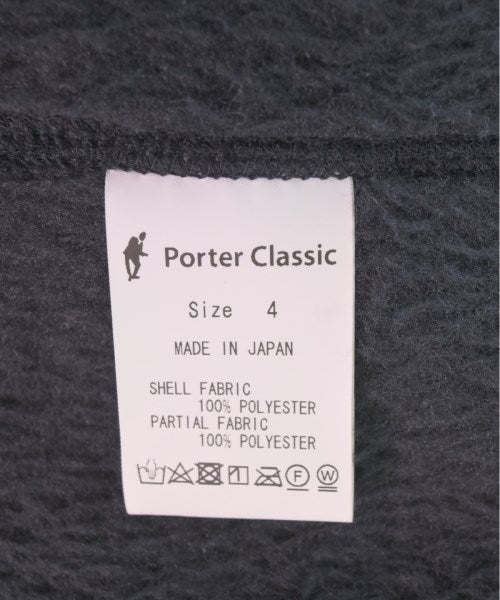 Porter Classic
Size 4
MADE IN JAPAN
SHELL FABRIC
100% POLYESTER
PARTIAL FABRIC
100% POLYESTER
F W